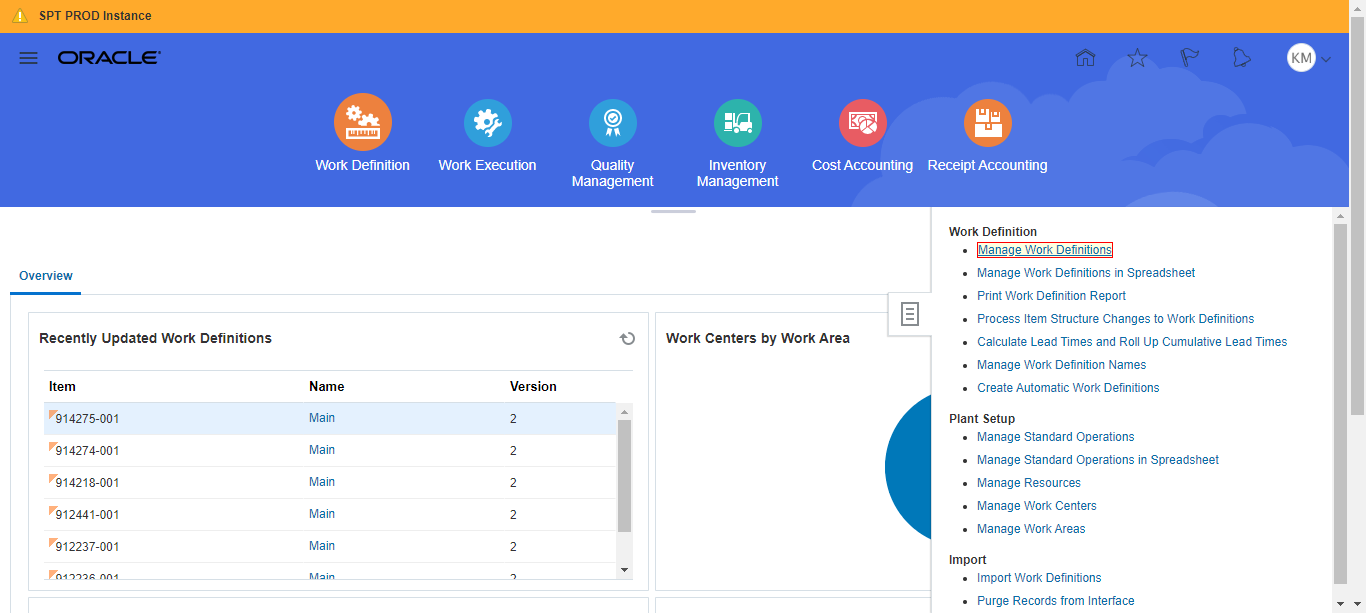 SPT PROD Instance
ORACLE
KM
Work Definition
Work Execution
Quality
Management
Inventory
Management
Cost Accounting
Receipt Accounting
Overview
Recently Updated Work Definitions
Item Name Version
914275-001 Main 2
914274-001 Main 2
914218-001 Main 2
912441-001 Main 2
912237-001 Main 2
912236-001 Main 2
Work Centers by Work Area
Work Definition
Manage Work Definitions
Manage Work Definitions in Spreadsheet
Print Work Definition Report
Process Item Structure Changes to Work Definitions
Calculate Lead Times and Roll Up Cumulative Lead Times
Manage Work Definition Names
Create Automatic Work Definitions
Plant Setup
Manage Standard Operations
Manage Standard Operations in Spreadsheet
Manage Resources
Manage Work Centers
Manage Work Areas
Import
Import Work Definitions
Purge Records from Interface